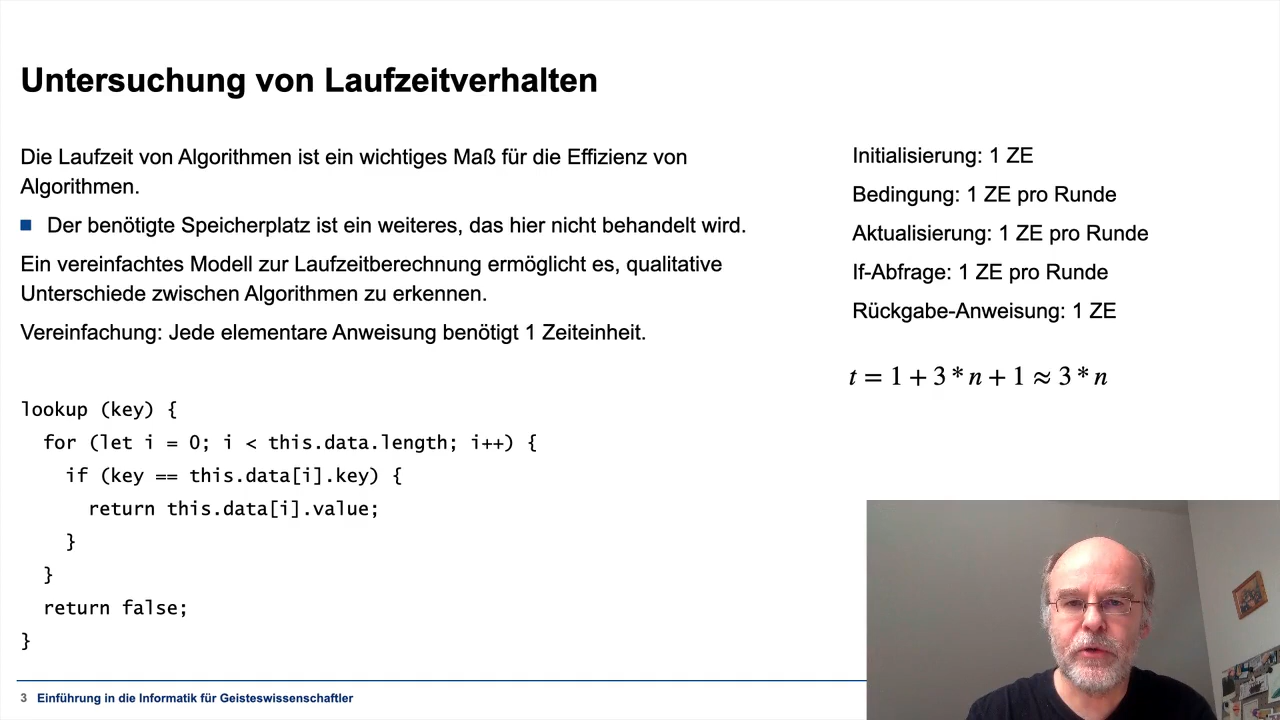 Untersuchung von Laufzeitverhalten
Die Laufzeit von Algorithmen ist ein wichtiges Maß für die Effizienz von
Algorithmen.
Der benötigte Speicherplatz ist ein weiteres, das hier nicht behandelt wird.
Ein vereinfachtes Modell zur Laufzeitberechnung ermöglicht es, qualitative
Unterschiede zwischen Algorithmen zu erkennen.
Vereinfachung: Jede elementare Anweisung benötigt 1 Zeiteinheit.
lookup (key) {
  for (let i = 0; i < this.data.length; i++) {
    if (key == this.data[i].key) {
      return this.data[i].value;
    }
  }
  return false;
}
Initialisierung: 1 ZE
Bedingung: 1 ZE pro Runde
Aktualisierung: 1 ZE pro Runde
If-Abfrage: 1 ZE pro Runde
Rückgabe-Anweisung: 1 ZE
t = 1 + 3 * n + 1 ≈ 3 * n
3 Einführung in die Informatik für Geisteswissenschaftler